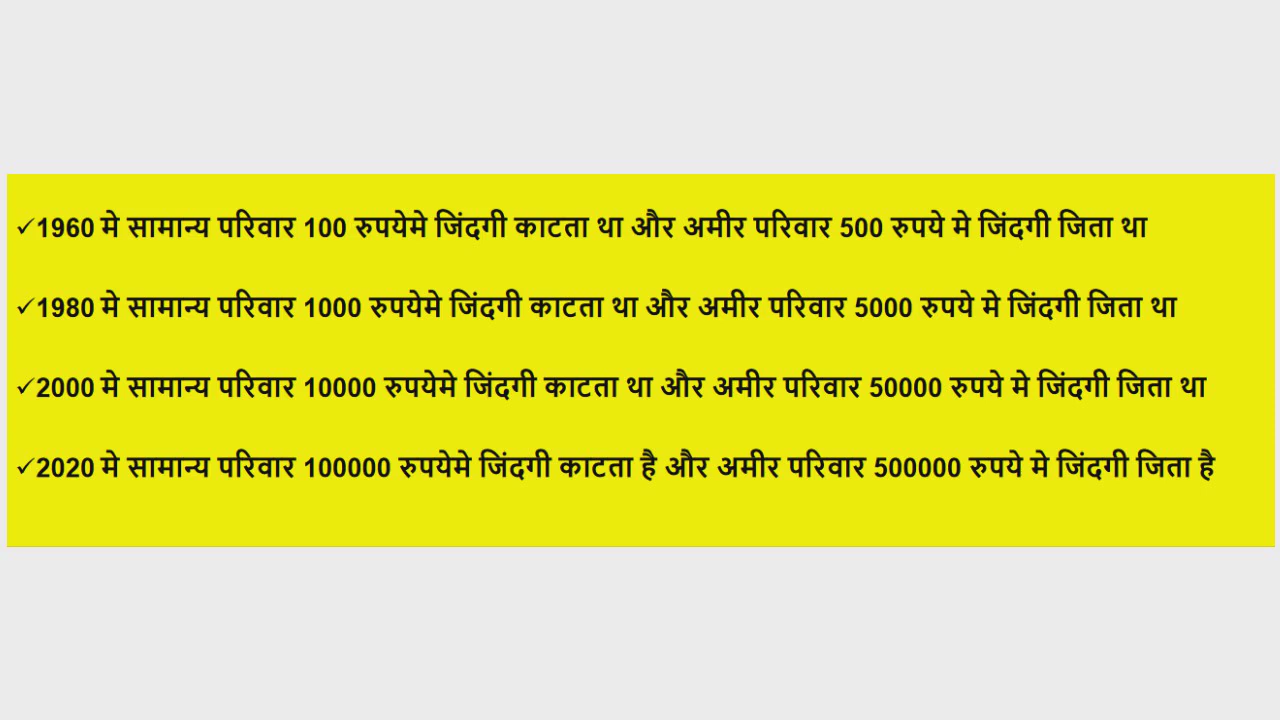 ✓1960 मे सामान्य परिवार 100 रुपयेमे जिंदगी काटता था और अमीर परिवार 500 रुपये मे जिंदगी जिता था
✓1980 मे सामान्य परिवार 1000 रुपयेमे जिंदगी काटता था और अमीर परिवार 5000 रुपये मे जिंदगी जिता था
✓2000 मे सामान्य परिवार 10000 रुपयेमे जिंदगी काटता था और अमीर परिवार 50000 रुपये मे जिंदगी जिता था
✓2020 मे सामान्य परिवार 100000 रुपयेमे जिंदगी काटता है और अमीर परिवार 500000 रुपये मे जिंदगी जिता है